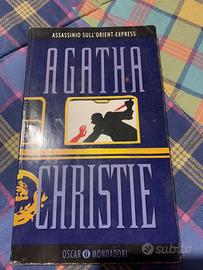 ASSASSINIO SULL'ORIENT-EXPRESS
AGATHA
CHRISTIE
OSCAR MONDADORI
subito